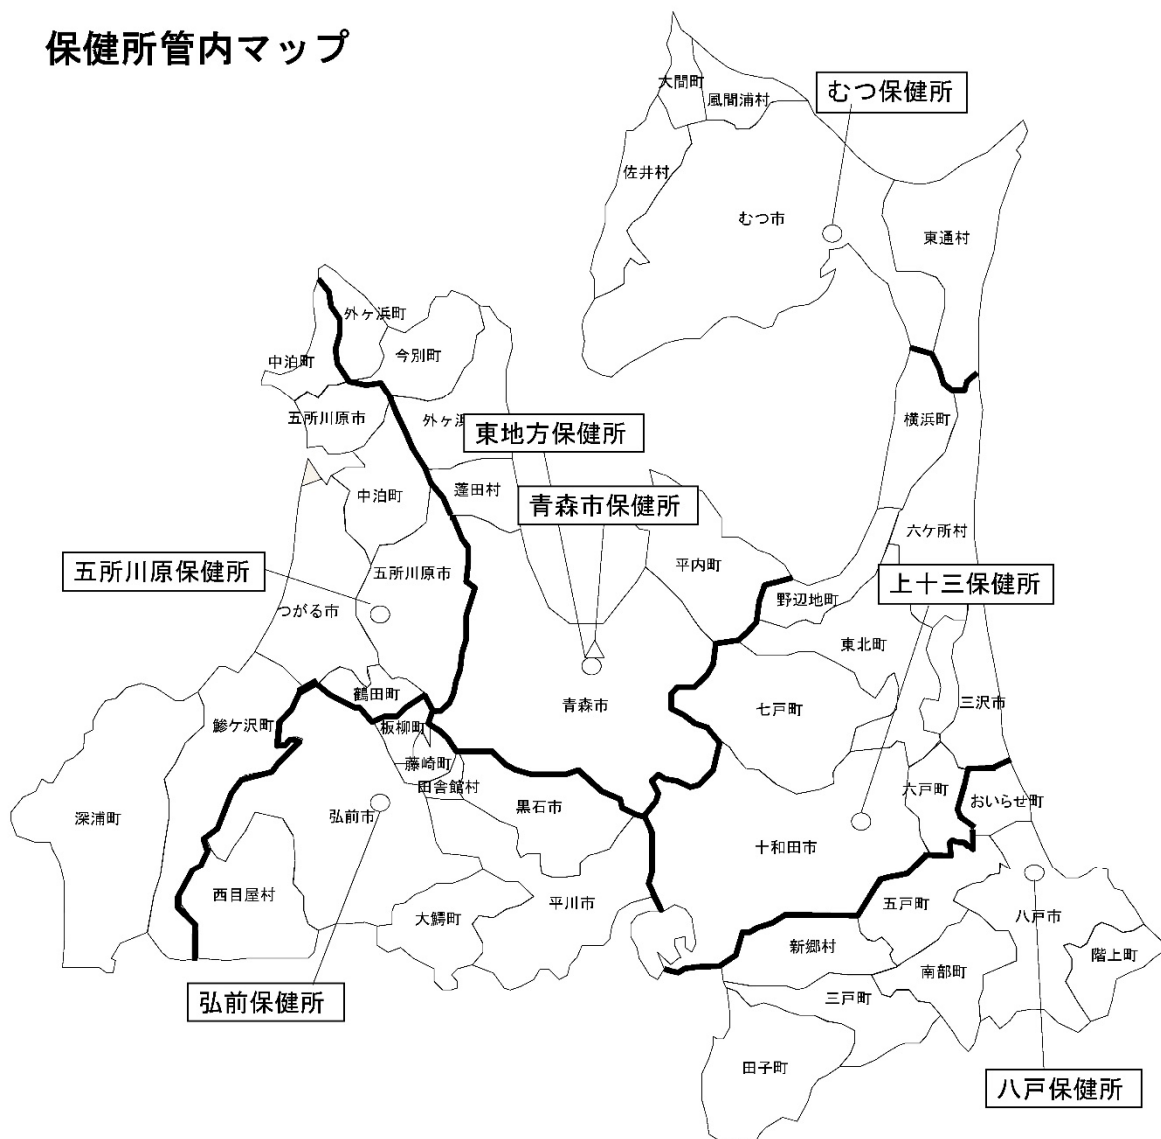 保健所管内マップ
大間町
風間浦村
むつ保健所
佐井村
むつ市
東通村
外ヶ浜町
今別町
中泊町
五所川原市
外ヶ浜
横浜町
東地方保健所
蓬田村
中泊町
青森市保健所
六ケ所村
平内町
五所川原保健所
五所川原市
上十三保健所
野辺地町
つがる市
東北町
鶴田町
三沢市
青森市
七戸町
鰺ケ沢町
板柳町
藤崎町
田舎館村
六戸町
おいらせ町
黒石市
弘前市
深浦町
十和田市
西目屋村
平川市
五戸町
大鰐町
八戸市
新郷村
階上町
南部町
弘前保健所
三戸町
田子町
八戸保健所